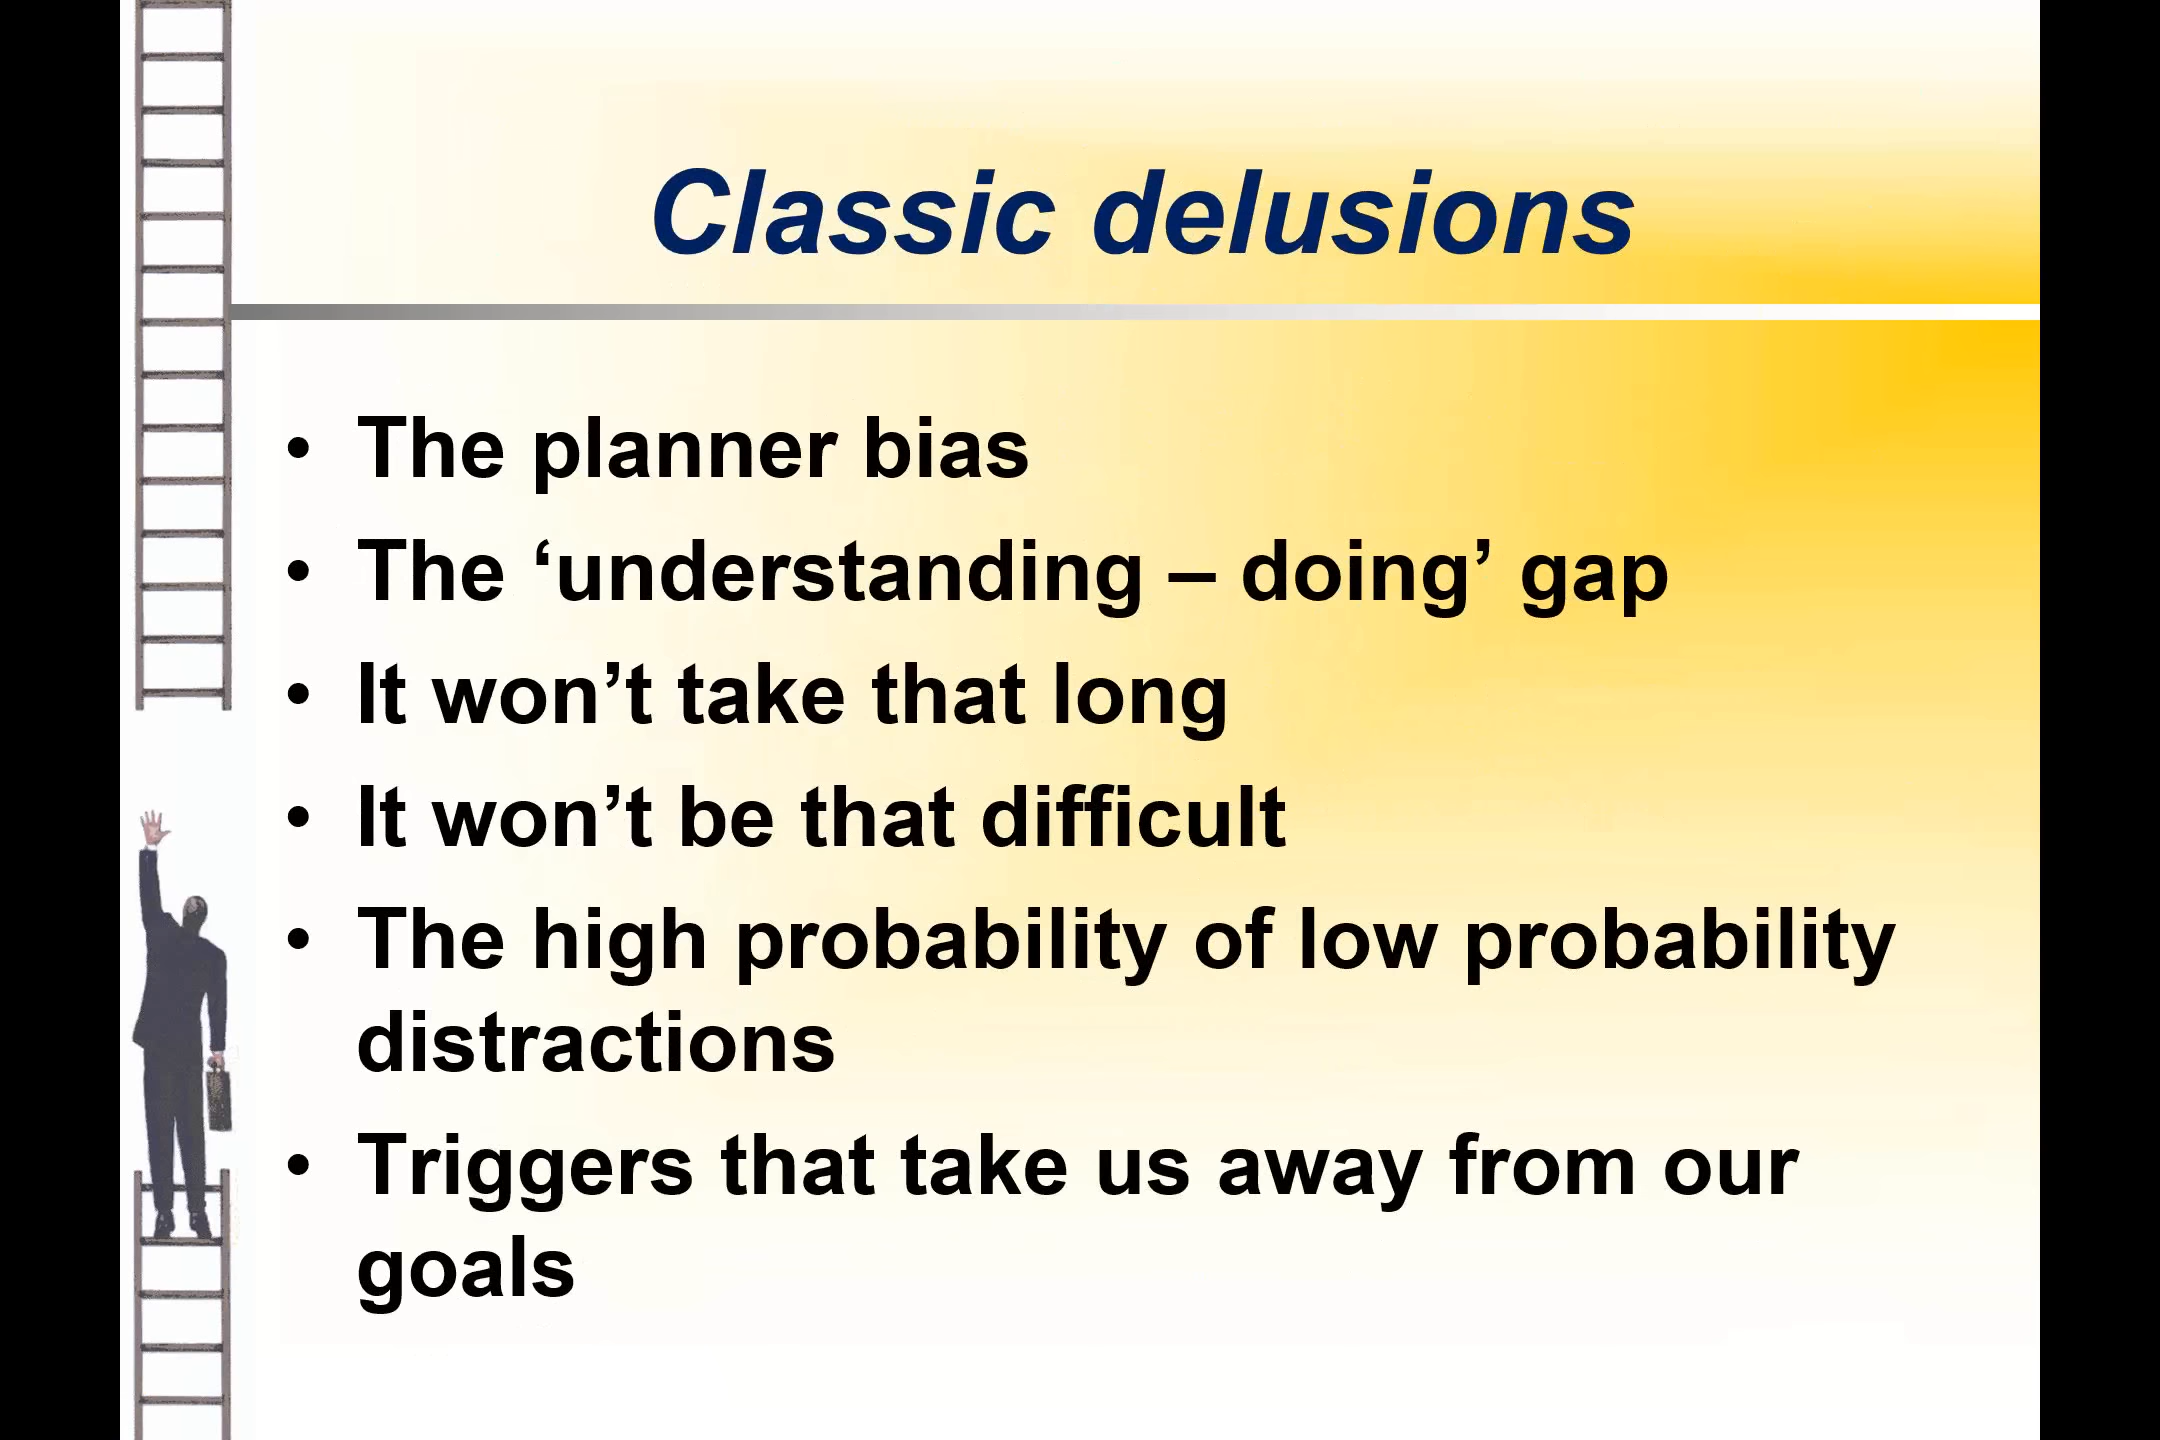 Classic delusions
• The planner bias
• The ‘understanding – doing’ gap
• It won’t take that long
• It won’t be that difficult
• The high probability of low probability
distractions
• Triggers that take us away from our
goals